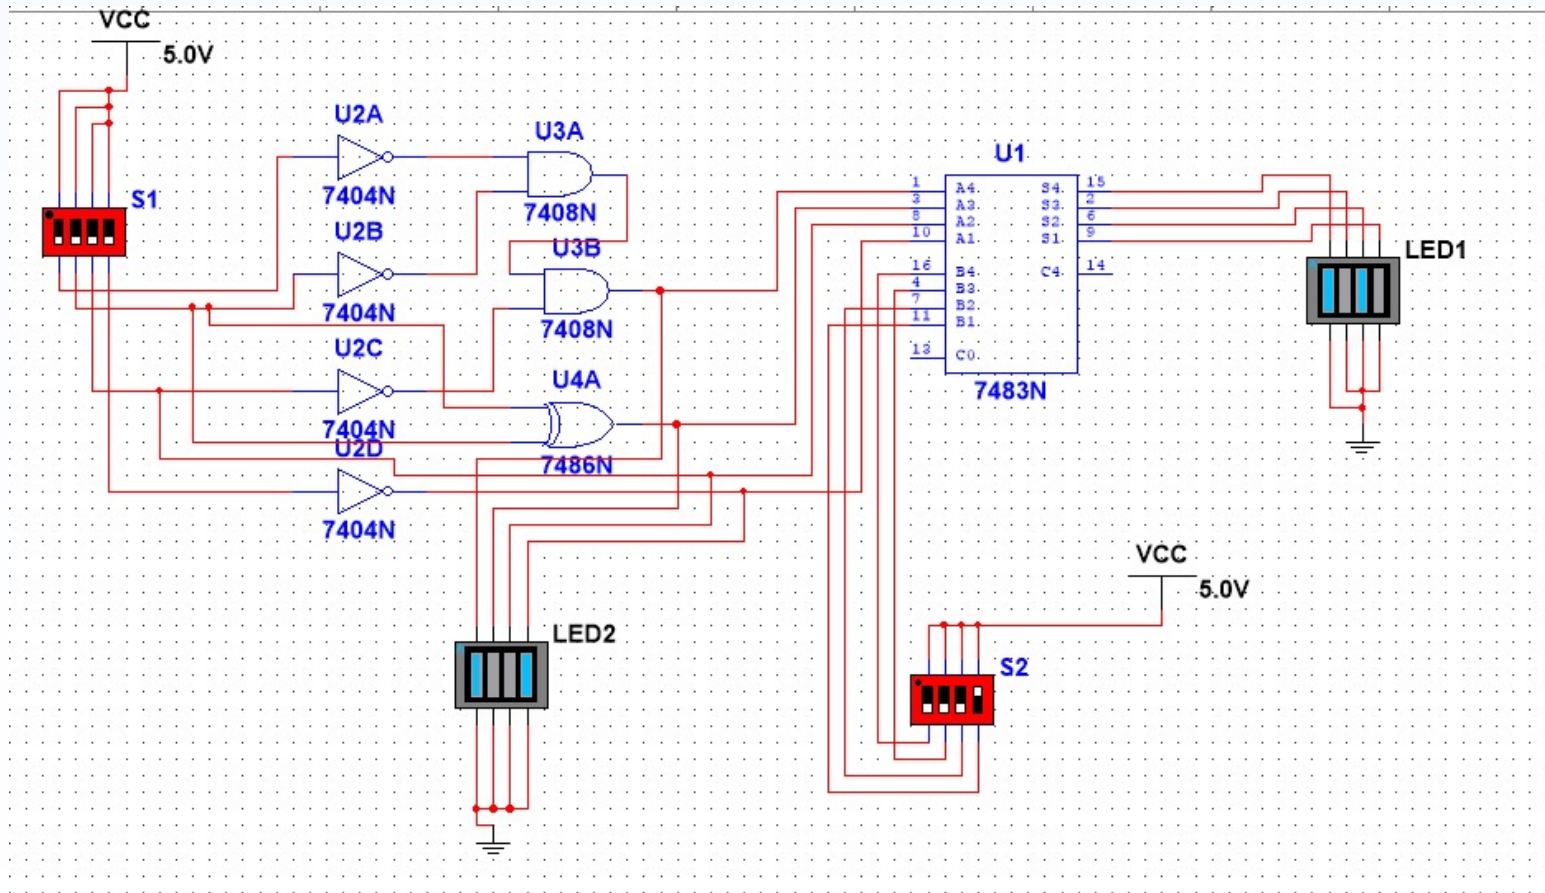 VCC
5.0V
S1
U2A
7404N
U2B
7404N
U2C
7404N
U2D
7404N
U3A
7408N
U3B
7408N
U4A
7486N
U1
1 A4 S4 15
3 A3 S3 2
8 A2 S2 6
10 A1 S1 9
16 B4 C4 14
4 B3
7 B2
11 B1
13 C0
7483N
LED1
LED2
VCC
5.0V
S2